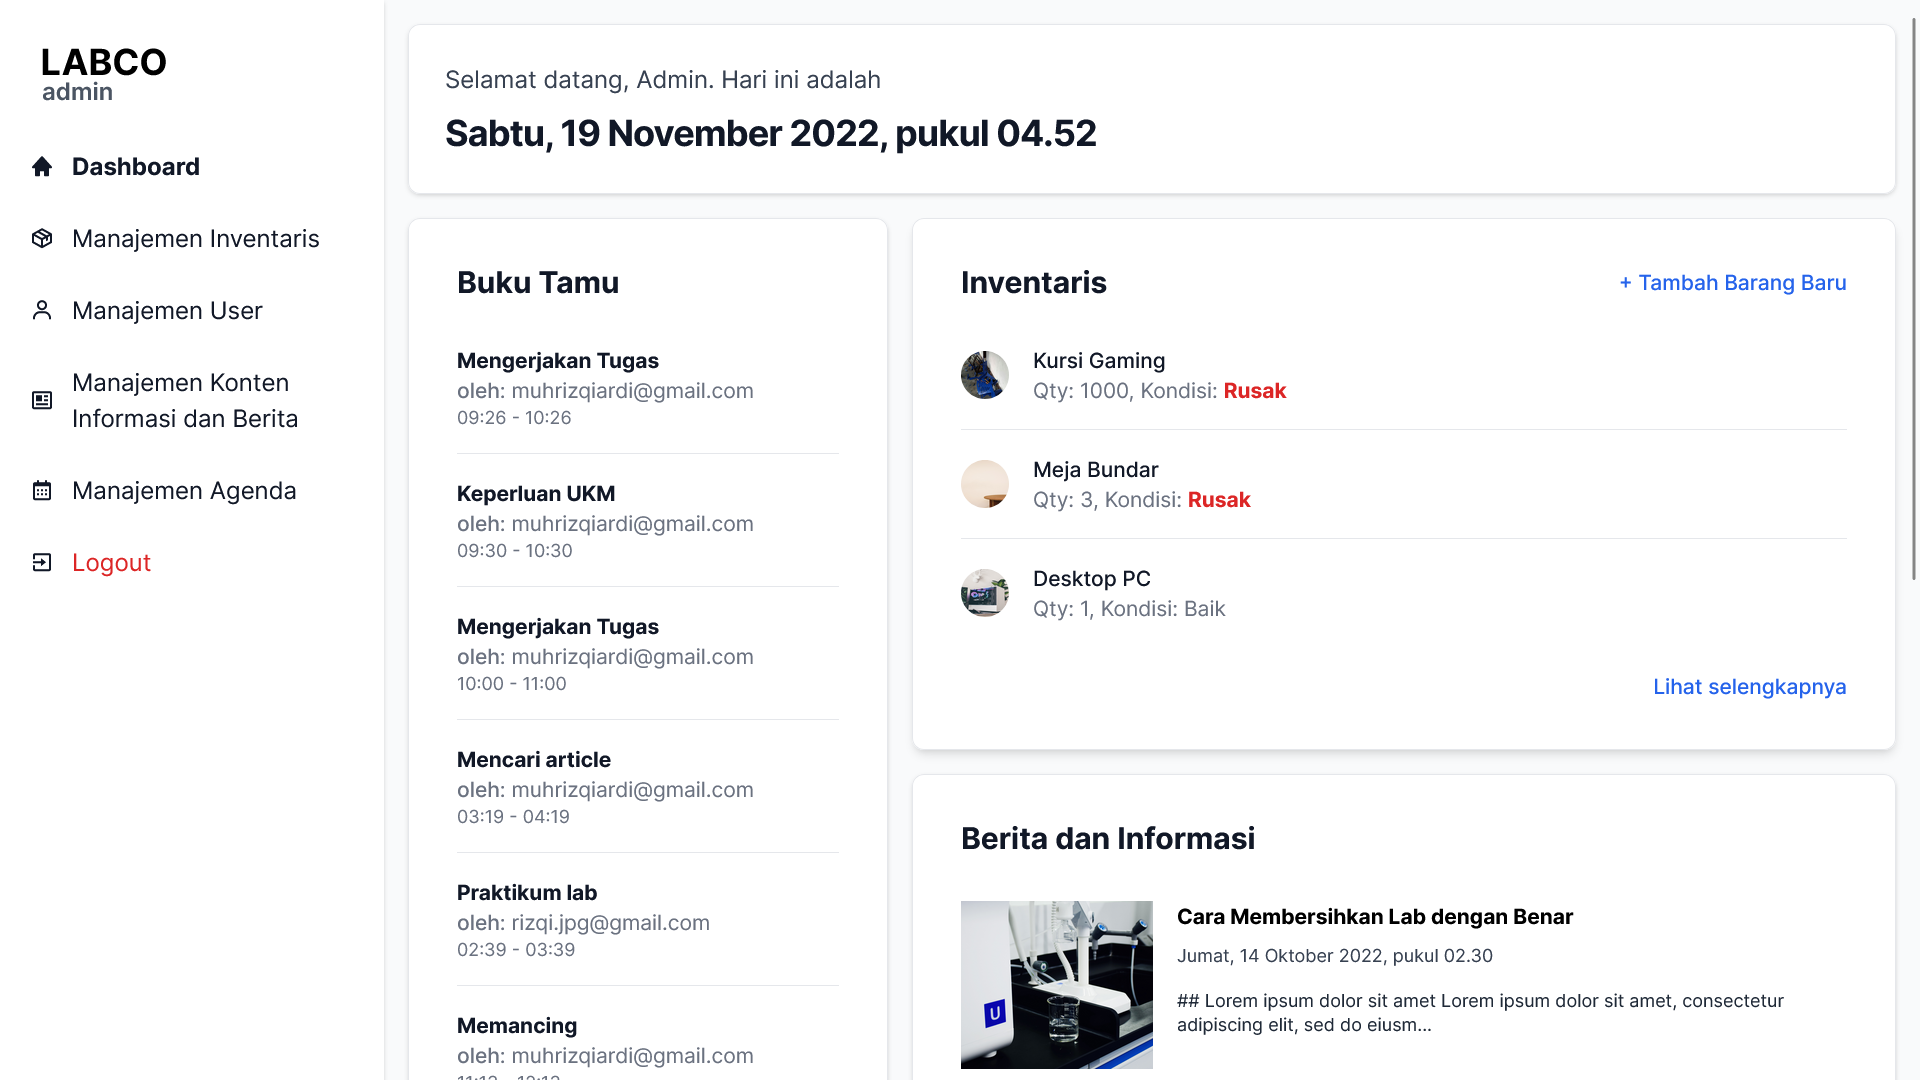 LABCO
admin
Dashboard
Manajemen Inventaris
Manajemen User
Manajemen Konten
Informasi dan Berita
Manajemen Agenda
Logout
Selamat datang, Admin. Hari ini adalah
Sabtu, 19 November 2022, pukul 04.52
Buku Tamu
Mengerjakan Tugas
oleh: muhrizqiardi@gmail.com
09:26 - 10:26
Keperluan UKM
oleh: muhrizqiardi@gmail.com
09:30 - 10:30
Mengerjakan Tugas
oleh: muhrizqiardi@gmail.com
10:00 - 11:00
Mencari article
oleh: muhrizqiardi@gmail.com
03:19 - 04:19
Praktikum lab
oleh: rizqi.jpg@gmail.com
02:39 - 03:39
Memancing
oleh: muhrizqiardi@gmail.com
Inventaris
+ Tambah Barang Baru
Kursi Gaming
Qty: 1000, Kondisi: Rusak
Meja Bundar
Qty: 3, Kondisi: Rusak
Desktop PC
Qty: 1, Kondisi: Baik
Lihat selengkapnya
Berita dan Informasi
U
Cara Membersihkan Lab dengan Benar
Jumat, 14 Oktober 2022, pukul 02.30
## Lorem ipsum dolor sit amet Lorem ipsum dolor sit amet, consectetur
adipiscing elit, sed do eiusm...